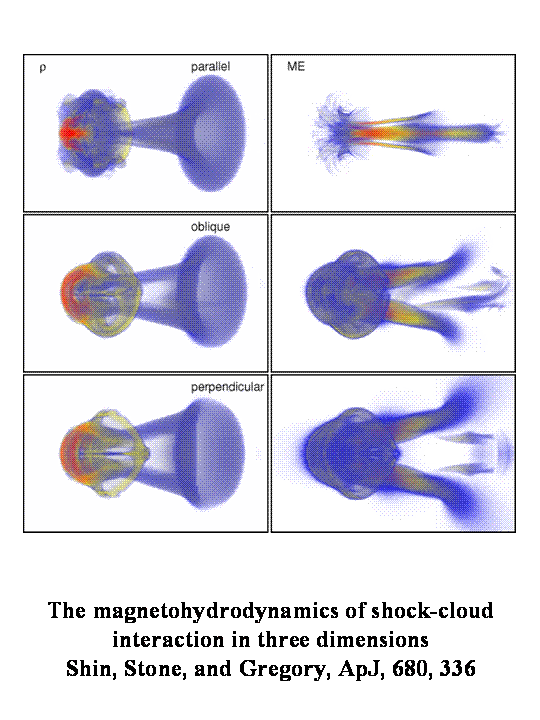 ρ
parallel
ME
oblique
perpendicular
The magnetohydrodynamics of shock-cloud
interaction in three dimensions
Shin, Stone, and Gregory, ApJ, 680, 336